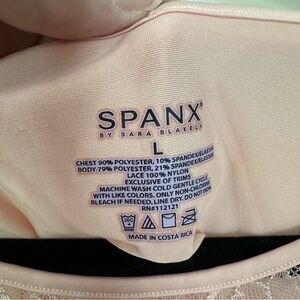 SPANX
BY SARA BLAKELY
L
CHEST 90% POLYESTER, 10% SPANDEX/ELASTANE
BODY-79% POLYESTER, 21% SPANDEX/ELASTANE
LACE 100% NYLON
EXCLUSIVE OF TRIMS
MACHINE WASH COLD GENTLE CYCLE
WITH LIKE COLORS. ONLY NON-CHLORINE
BLEACH IF NEEDED. LINE DRY. DO NOT IRON.
RN#112121
MADE IN COSTA RICA